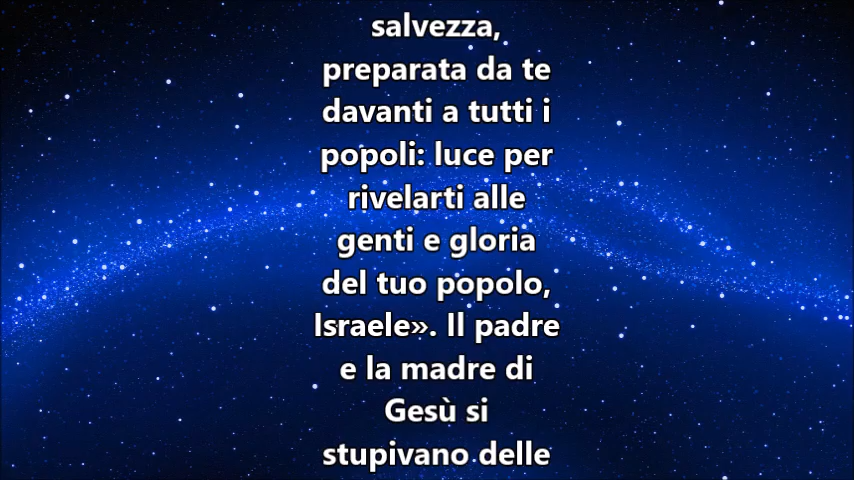 salvezza,
preparata da te
davanti a tutti i
popoli: luce per
rivelarti alle
genti e gloria
del tuo popolo,
Israele». Il padre
e la madre di
Gesù si
stupivano delle